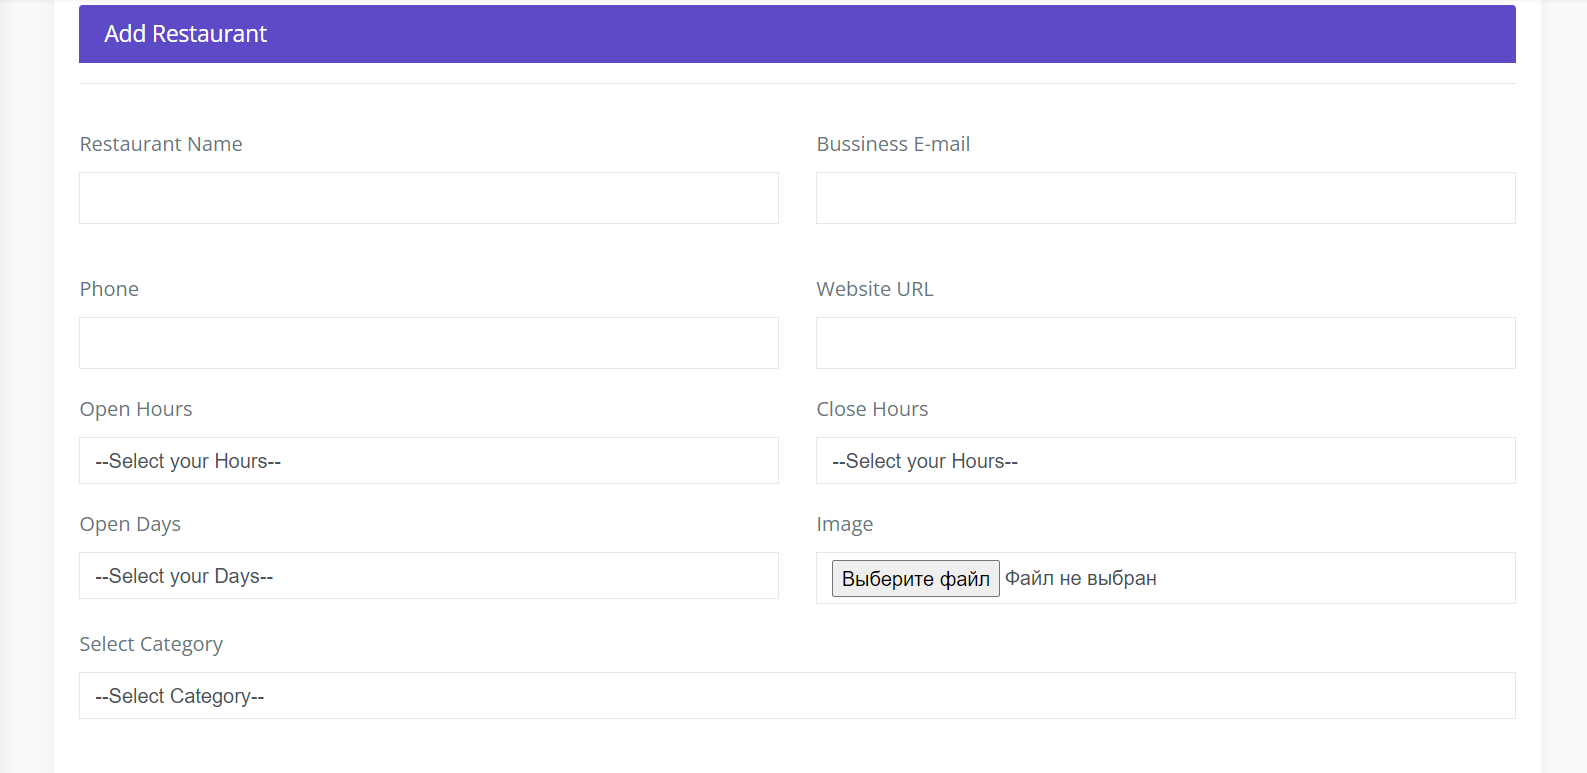 Add Restaurant
Restaurant Name
Bussiness E-mail
Phone
Website URL
Open Hours
Close Hours
--Select your Hours--
--Select your Hours--
Open Days
Image
--Select your Days--
Выберите файл Файл не выбран
Select Category
--Select Category--